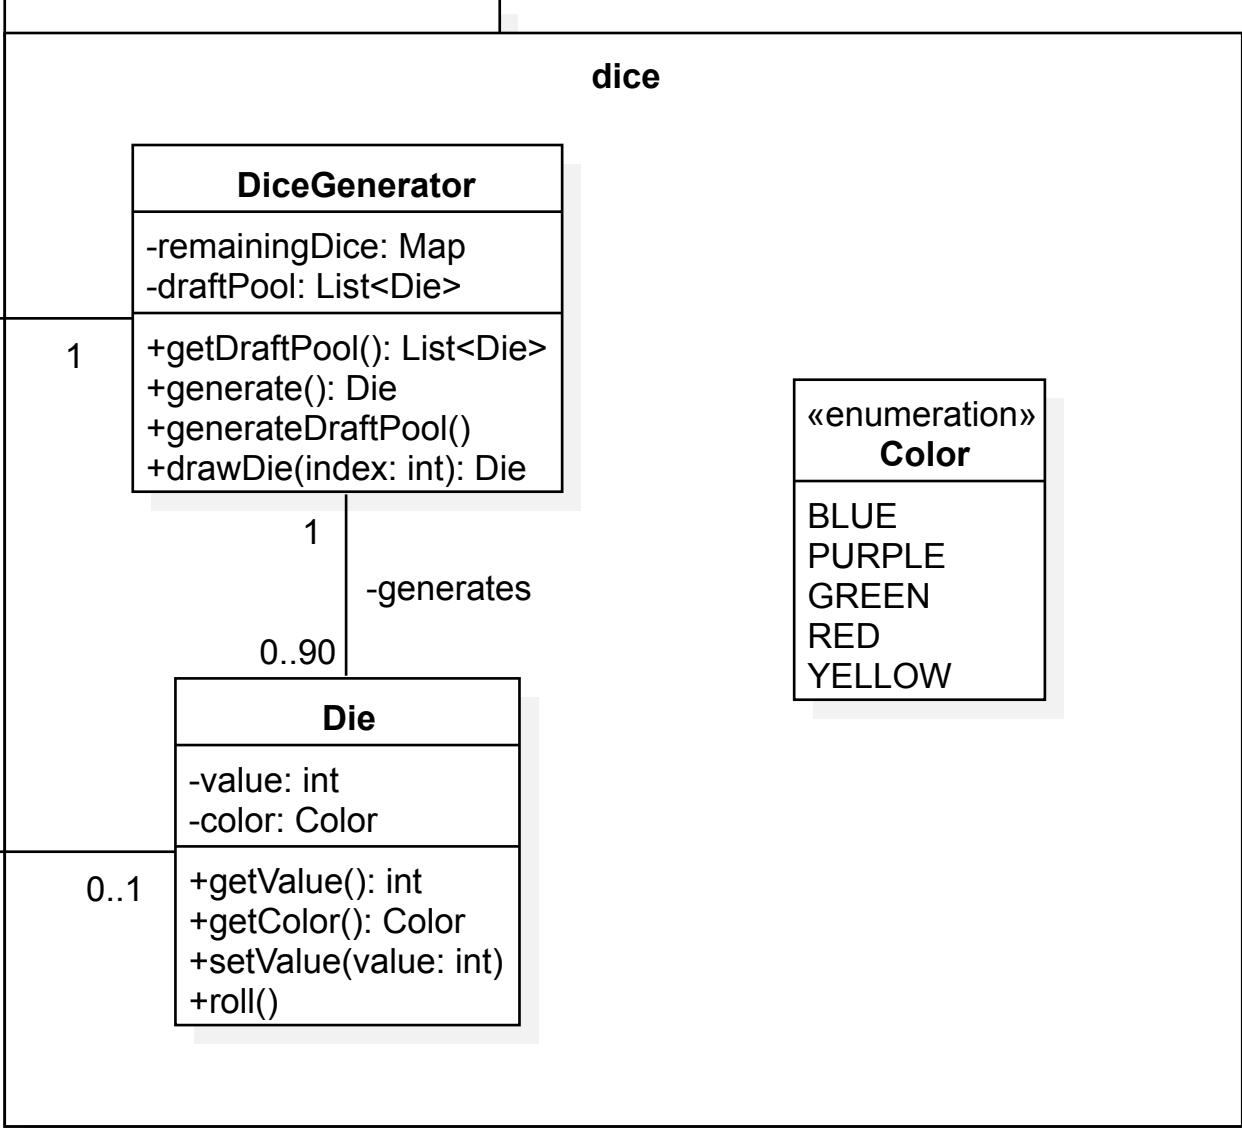 dice
DiceGenerator
-remainingDice: Map
-draftPool: List<Die>
+getDraftPool(): List<Die>
+generate(): Die
+generateDraftPool()
+drawDie(index: int): Die
1
1
-generates
0..90
Die
-value: int
-color: Color
+getValue(): int
+getColor(): Color
+setValue(value: int)
+roll()
0..1
«enumeration»
Color
BLUE
PURPLE
GREEN
RED
YELLOW